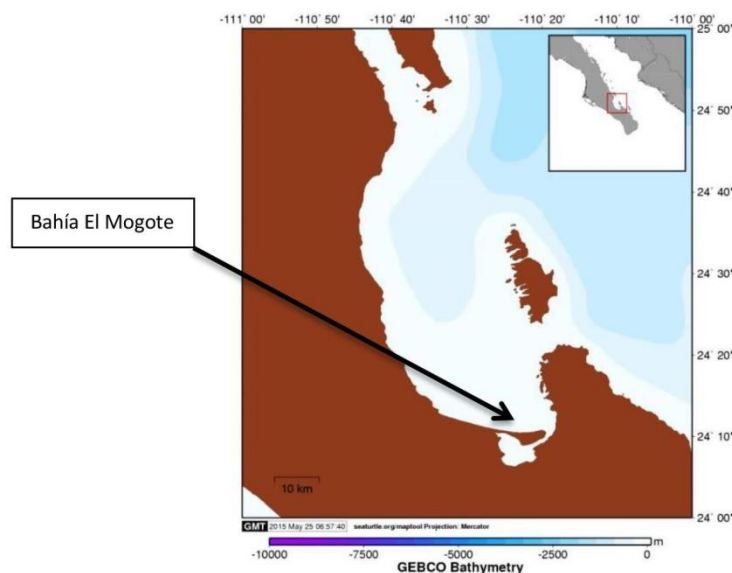 -111° 00' -110° 50' -110° 40' -110° 30' -110° 20' -110° 10' -110° 00'
25° 00'
24° 50'
Bahía El Mogote
24° 40'
24° 30'
24° 20'
24° 10'
10 km
24° 00'
GMT 2015 May 25 06:57:40 seaturtle.org/maptool Projection: Mercator
m
-10000 -7500 -5000 -2500 0
GEBCO Bathymetry